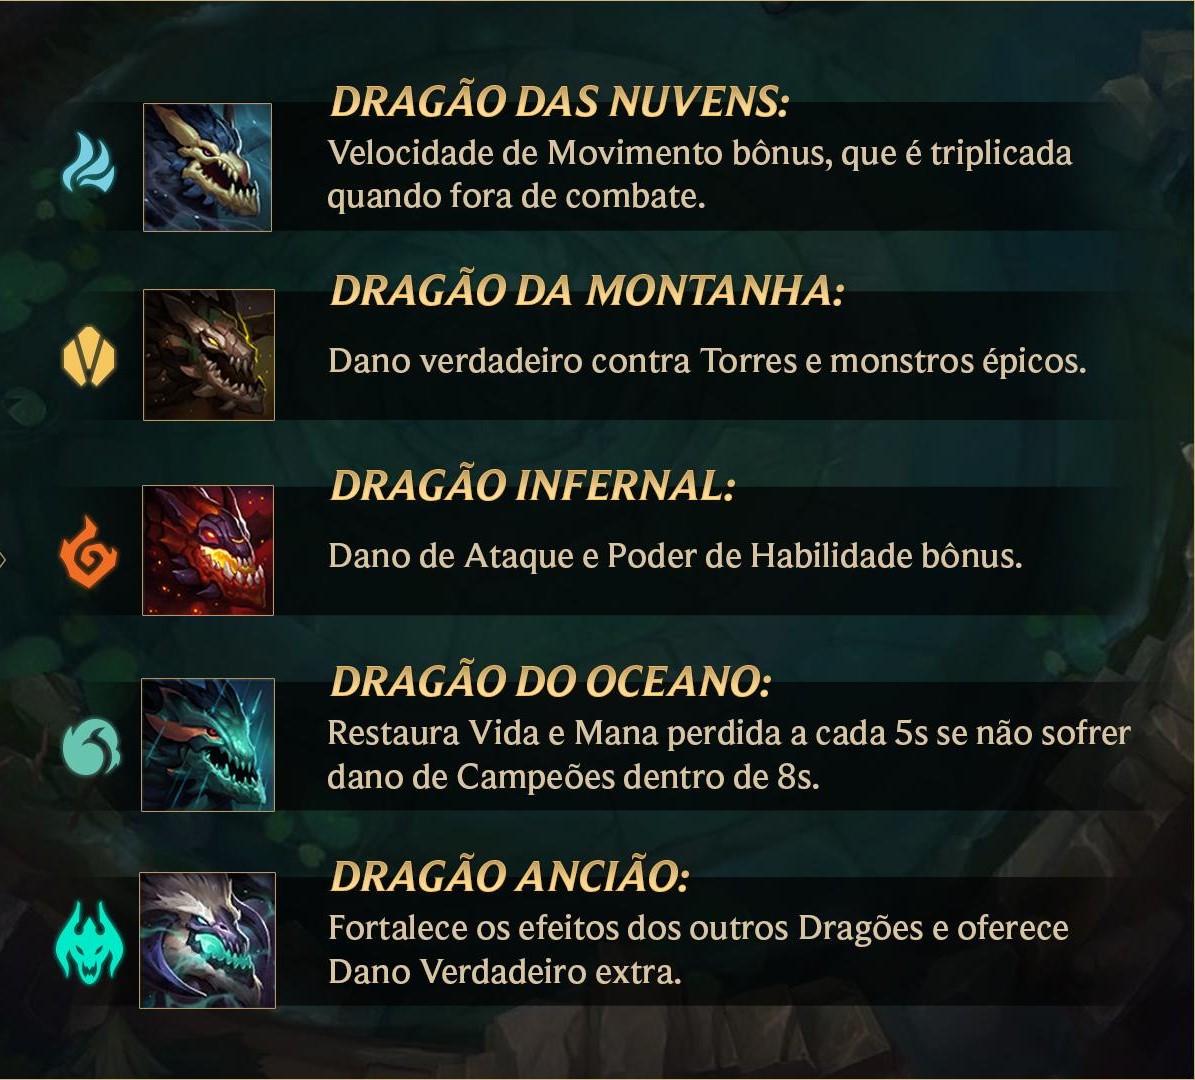 DRAGÃO DAS NUVENS:
Velocidade de Movimento bônus, que é triplicada
quando fora de combate.
DRAGÃO DA MONTANHA:
Dano verdadeiro contra Torres e monstros épicos.
DRAGÃO INFERNAL:
Dano de Ataque e Poder de Habilidade bônus.
DRAGÃO DO OCEANO:
Restaura Vida e Mana perdida a cada 5s se não sofrer
dano de Campeões dentro de 8s.
DRAGÃO ANCIÃO:
Fortalece os efeitos dos outros Dragões e oferece
Dano Verdadeiro extra.